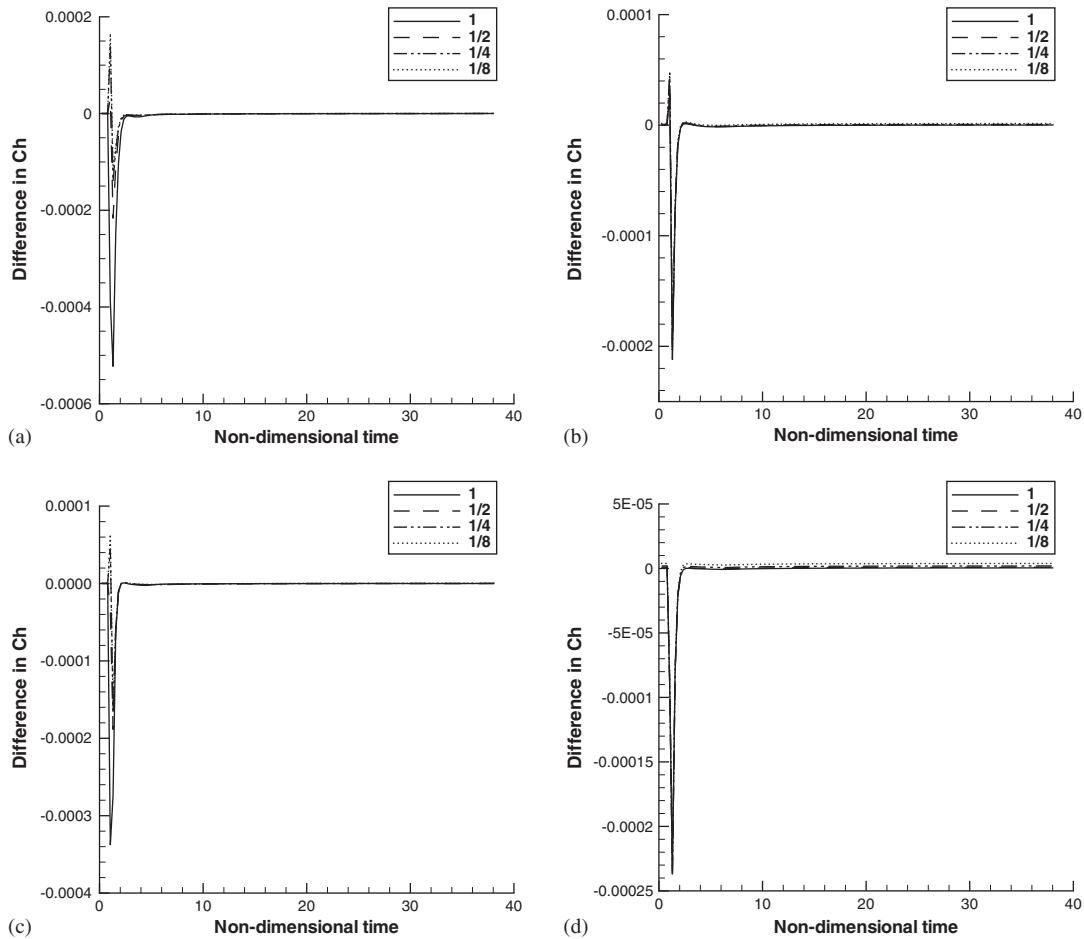 0.0002
0
-0.0002
-0.0004
-0.0006
Difference in Ch
0 10 20 30 40
Non-dimensional time
1
1/2
1/4
1/8
(a)
0.0001
0
-0.0001
-0.0002
Difference in Ch
0 10 20 30 40
Non-dimensional time
1
1/2
1/4
1/8
(b)
0.0001
0.0000
-0.0001
-0.0002
-0.0003
-0.0004
Difference in Ch
0 10 20 30 40
Non-dimensional time
1
1/2
1/4
1/8
(c)
5E-05
0
-5E-05
-0.0001
-0.00015
-0.0002
-0.00025
Difference in Ch
0 10 20 30 40
Non-dimensional time
1
1/2
1/4
1/8
(d)